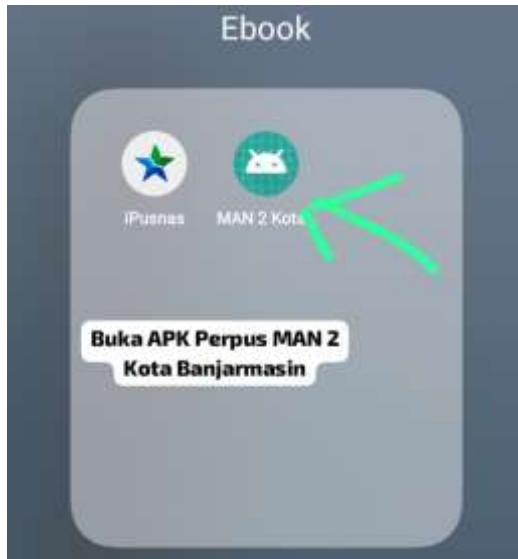 Ebook
iPusnas
MAN 2 Kota
Buka APK Perpus MAN 2
Kota Banjarmasin